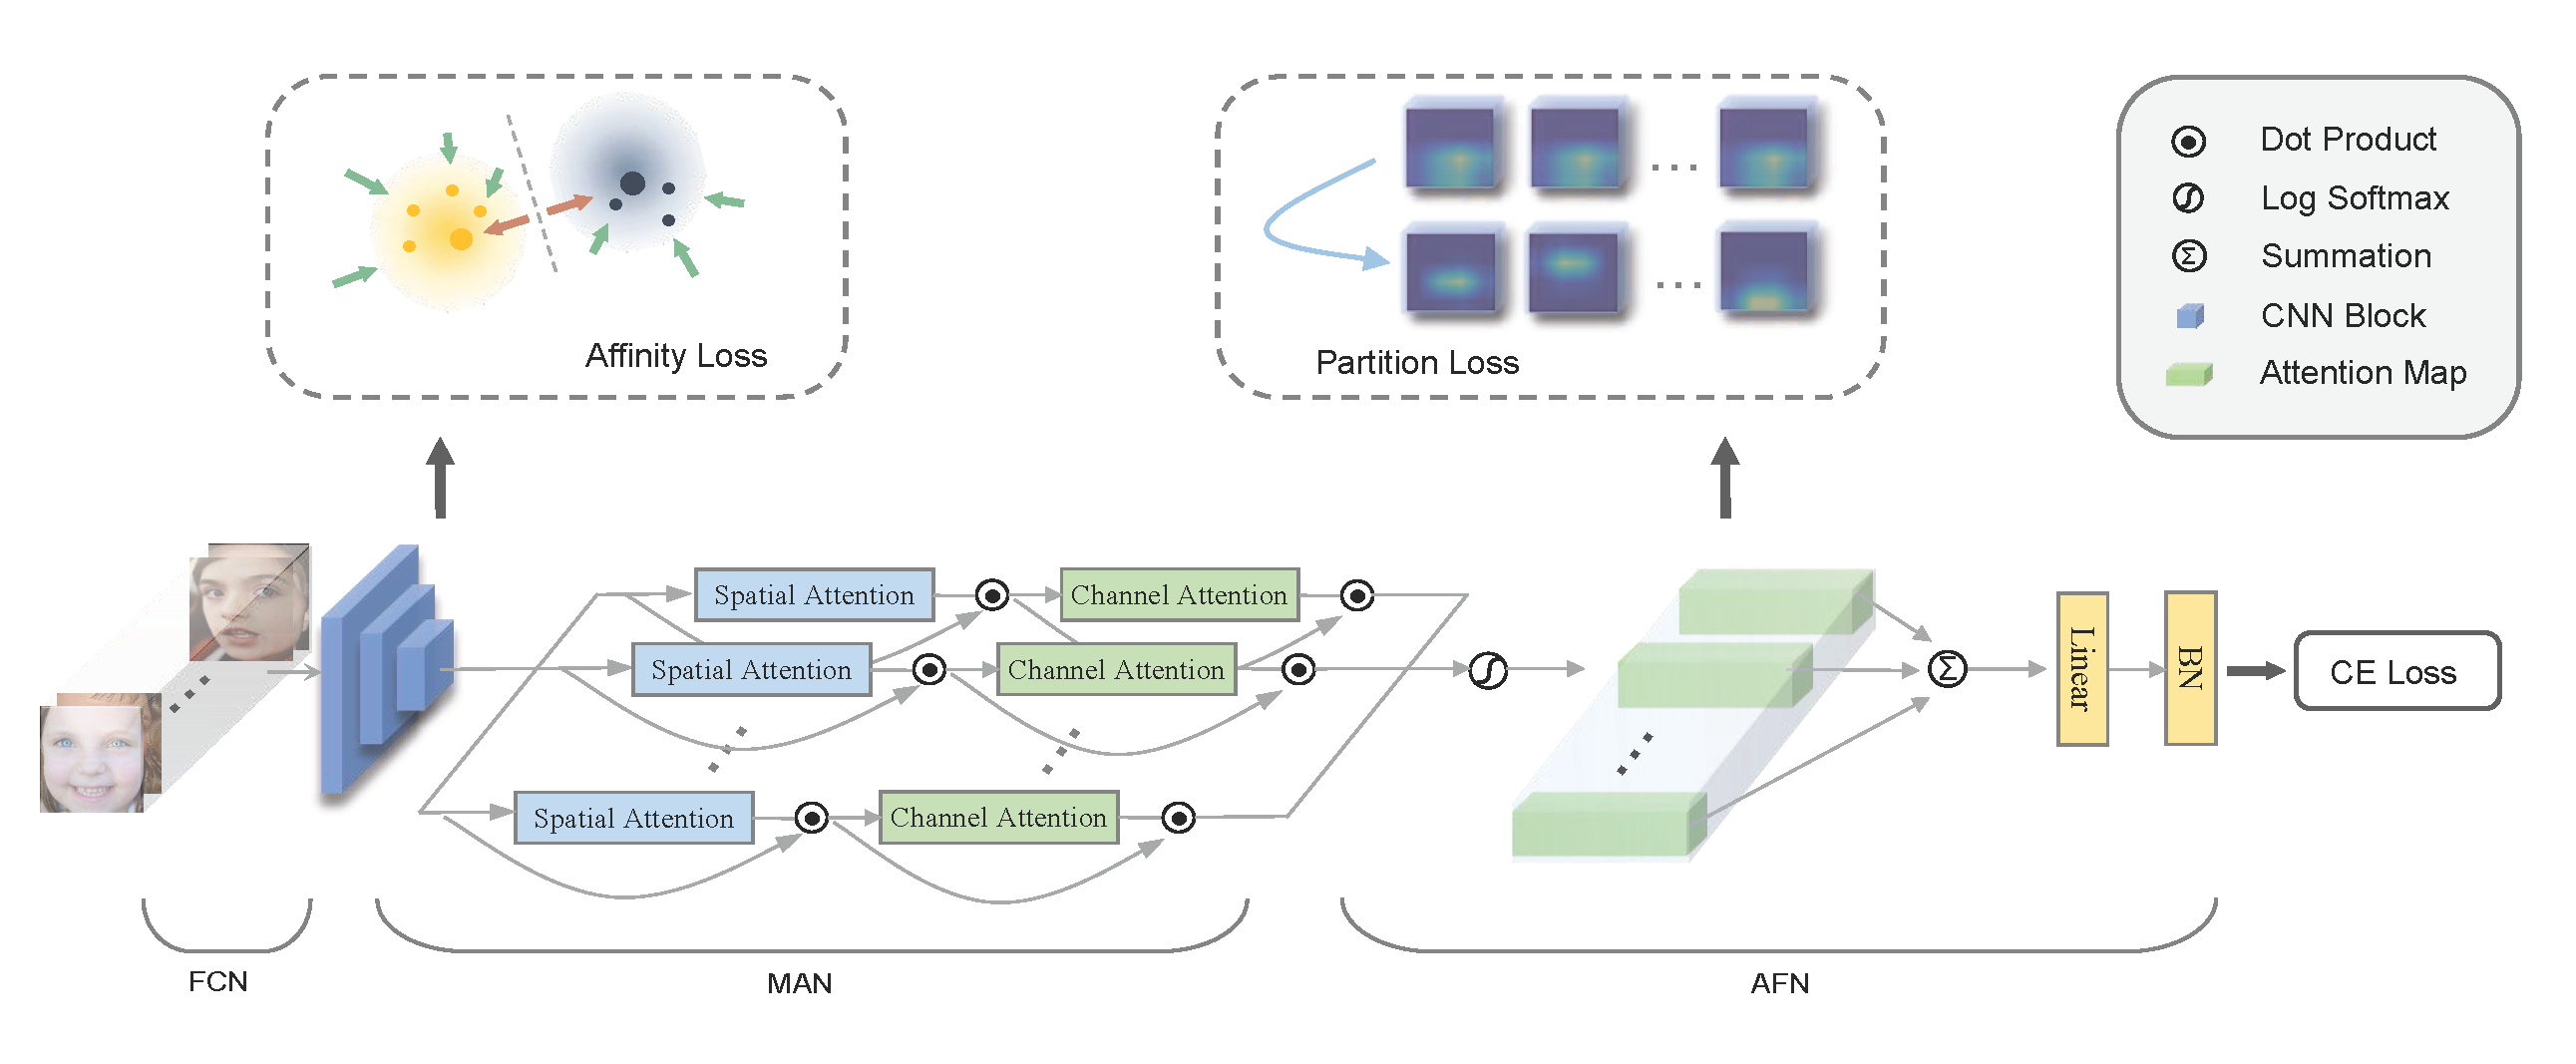 Affinity Loss
Partition Loss
Dot Product
Log Softmax
Summation
CNN Block
Attention Map
Spatial Attention
Channel Attention
Spatial Attention
Channel Attention
Spatial Attention
Channel Attention
Σ
Linear
BN
CE Loss
FCN
MAN
AFN